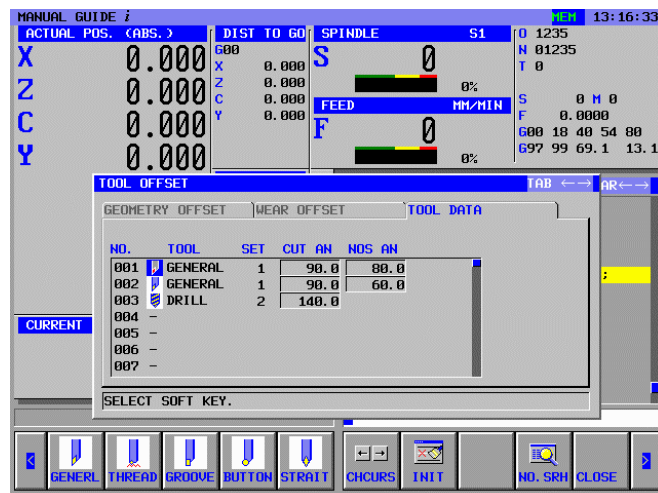 MANUAL GUIDE i MEM 13:16:33
ACTUAL POS. (ABS.) DIST TO GO SPINDLE S1 O 1235
X 0.000 G00 S 0 N 01235
X 0.000 T 0
Z 0.000 Z 0.000 0%
C 0.000 FEED MM/MIN S 0 M 0
C 0.000 Y 0.000 F 0 F 0.0000
G00 18 40 54 80
Y 0.000 0% G97 99 69.1 13.1
TOOL OFFSET TAB ←→ AR←→
GEOMETRY OFFSET WEAR OFFSET TOOL DATA
NO. TOOL SET CUT AN NOS AN
001 GENERAL 1 90.0 80.0
002 GENERAL 1 90.0 60.0 ;
003 DRILL 2 140.0
004 –
CURRENT
005 –
006 –
007 –
SELECT SOFT KEY.
< GENERL THREAD GROOVE BUTTON STRAIT CHCURS INIT NO.SRH CLOSE >